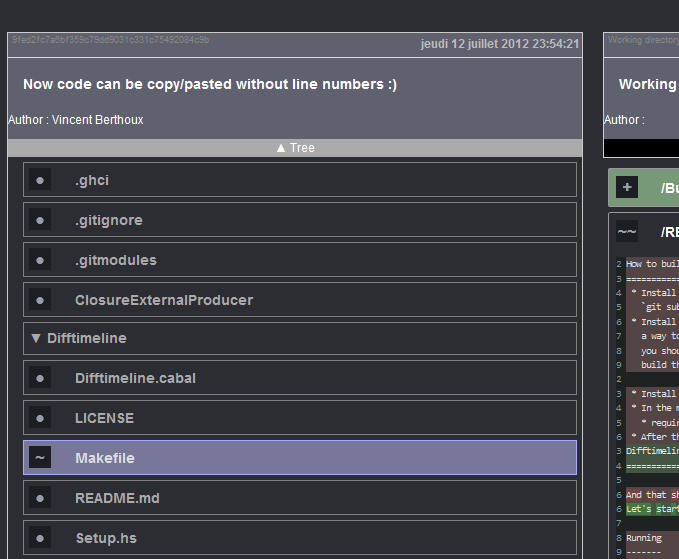 jeudi 12 juillet 2012 23:54:21
Now code can be copy/pasted without line numbers :)
Author : Vincent Berthoux
▲ Tree
.ghci
.gitignore
.gitmodules
ClosureExternalProducer
▼ Difftimeline
Difftimeline.cabal
LICENSE
~ Makefile
README.md
Setup.hs
Working directory
Working
Author :
+ /Bu
~~ /RE
2 How to buil
3 ===========
4 * Install
5 `git sub
6 * Install
7 a way to
8 you shou
9 build th
2
3 * Install
4 * In the m
5 * requir
6 * After th
3 Difftimelin
4 ===========
5
6 And that sh
6 Let's start
7
8 Running
9 -------